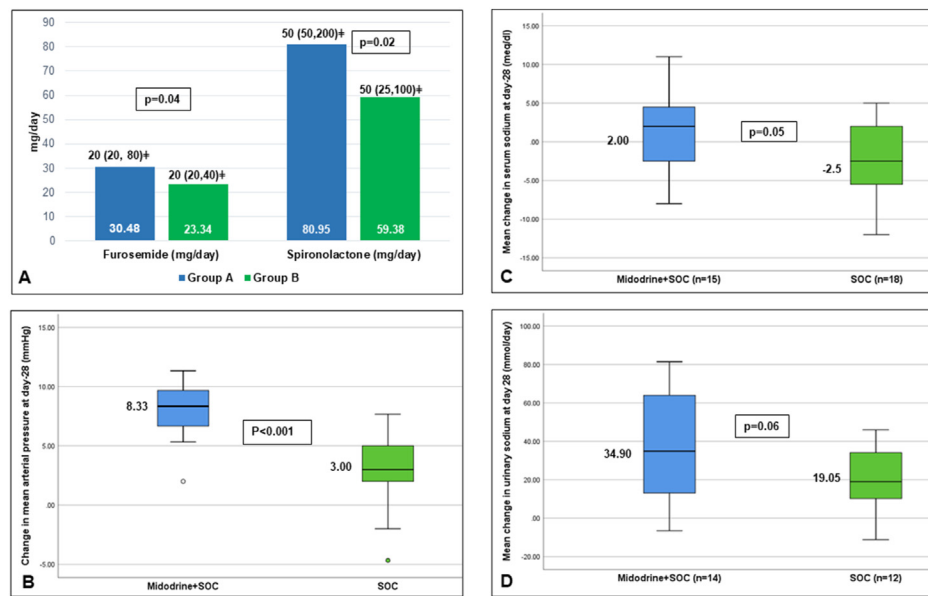 90
80
70
60
50
40
30
20
10
0
mg/day
50 (50,200)ǂ
p=0.02
50 (25,100)ǂ
p=0.04
20 (20, 80)ǂ
20 (20,40)ǂ
30.48
23.34
80.95
59.38
Furosemide (mg/day)
Spironolactone (mg/day)
Group A
Group B
A
Change in mean arterial pressure at day-28 (mmHg)
15.00
10.00
5.00
.00
-5.00
8.33
P<0.001
3.00
Midodrine+SOC
SOC
B
Mean change in serum sodium at day-28 (meq/dl)
15.00
10.00
5.00
.00
-5.00
-10.00
-15.00
2.00
p=0.05
-2.5
Midodrine+SOC (n=15)
SOC (n=18)
C
Mean change in urinary sodium at day 28 (mmol/day)
100.00
80.00
60.00
40.00
20.00
0.00
-20.00
34.90
p=0.06
19.05
Midodrine+SOC (n=14)
SOC (n=12)
D